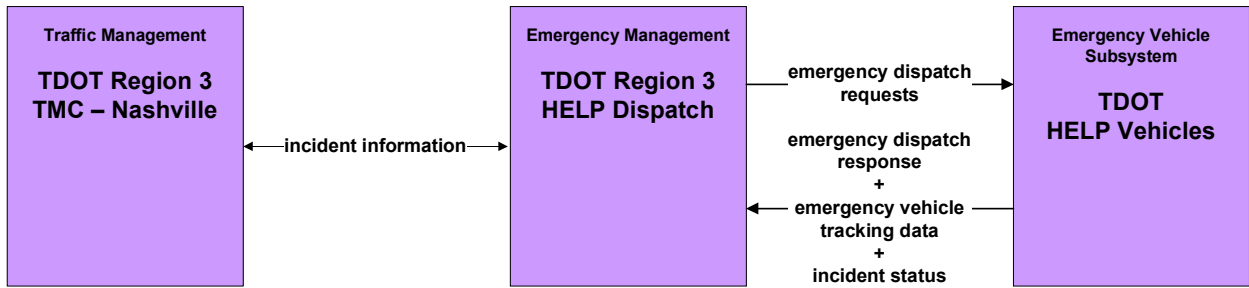 Traffic Management
TDOT Region 3
TMC – Nashville
incident information
Emergency Management
TDOT Region 3
HELP Dispatch
emergency dispatch
requests
emergency dispatch
response
+
emergency vehicle
tracking data
+
incident status
Emergency Vehicle
Subsystem
TDOT
HELP Vehicles